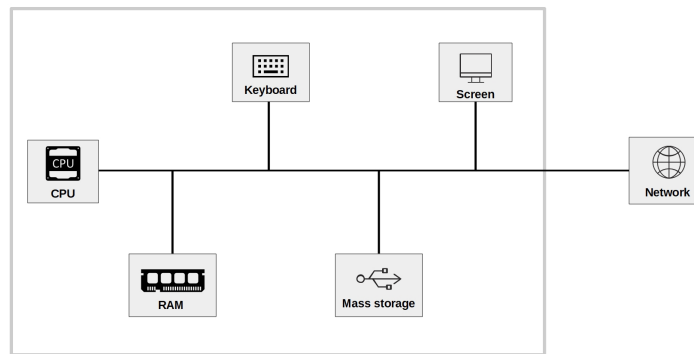 Keyboard
Screen
CPU
CPU
Network
RAM
Mass storage